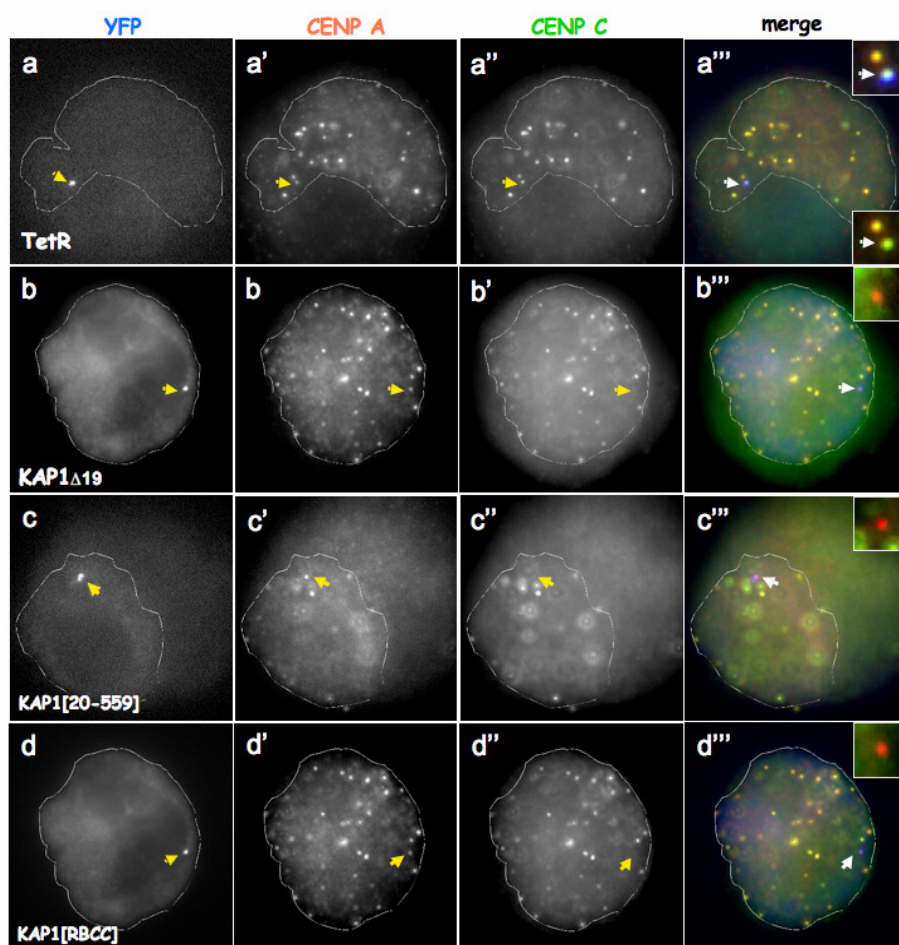 YFP CENP A CENP C merge
a a' a'' a'''
TetR
b b b' b'''
KAP1Δ19
c c' c'' c'''
KAP1[20-559]
d d' d'' d'''
KAP1[RBCC]